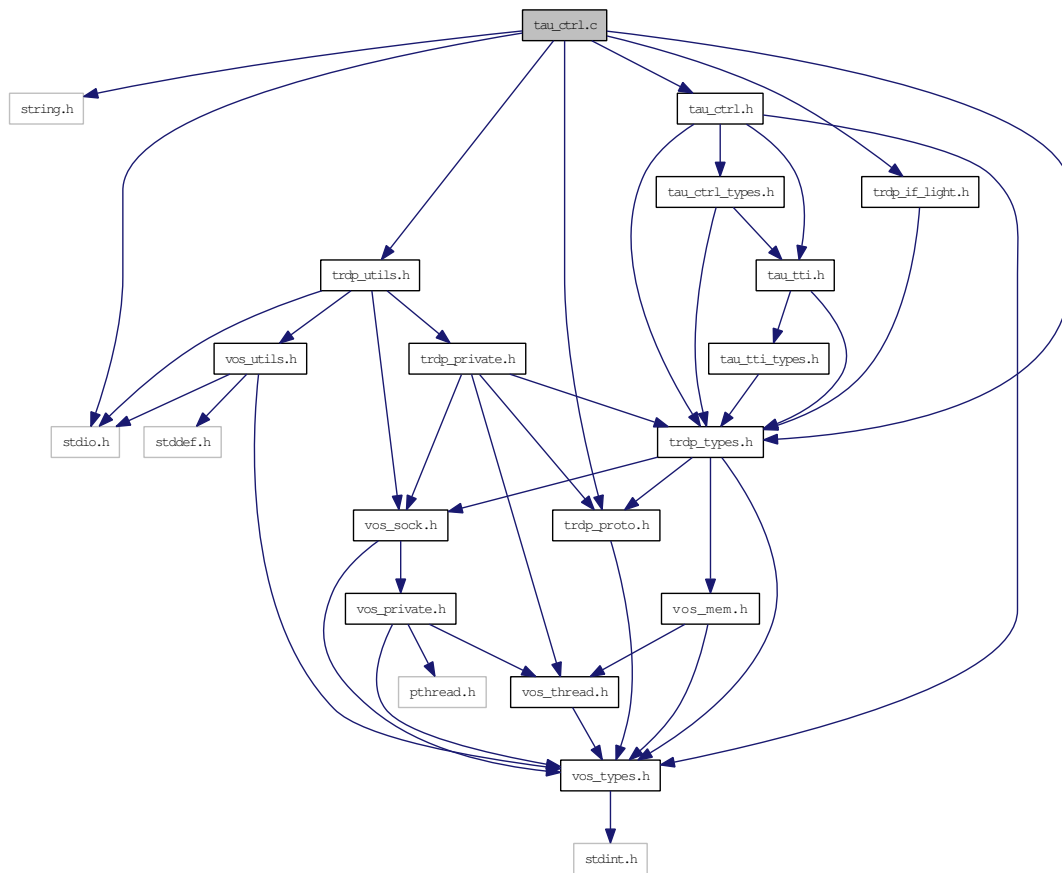 tau_ctrl.c
string.h
tau_ctrl.h
tau_ctrl_types.h
trdp_if_light.h
trdp_utils.h
tau_tti.h
vos_utils.h
trdp_private.h
tau_tti_types.h
stdio.h
stddef.h
trdp_types.h
vos_sock.h
trdp_proto.h
vos_private.h
vos_mem.h
pthread.h
vos_thread.h
vos_types.h
stdint.h